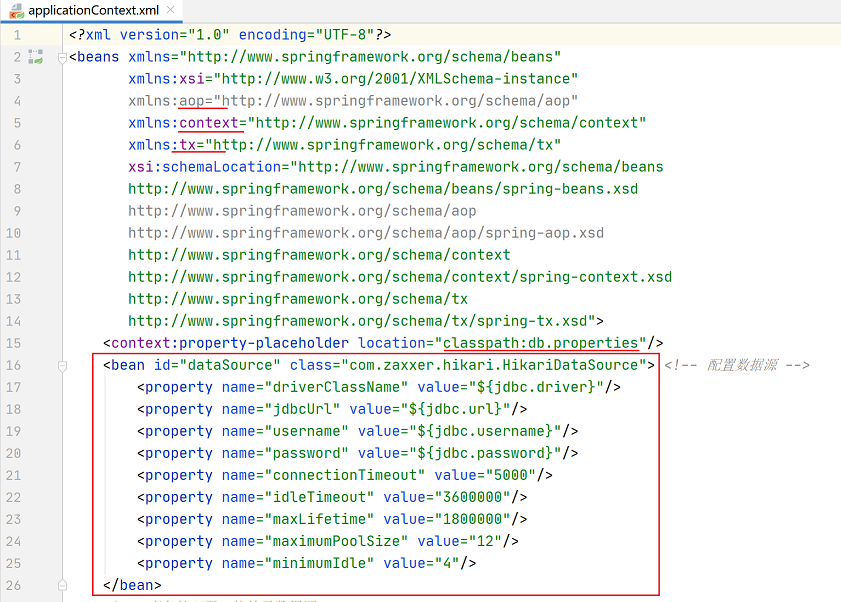 applicationContext.xml
1 <?xml version="1.0" encoding="UTF-8"?>
2 <beans xmlns="http://www.springframework.org/schema/beans"
3 xmlns:xsi="http://www.w3.org/2001/XMLSchema-instance"
4 xmlns:aop="http://www.springframework.org/schema/aop"
5 xmlns:context="http://www.springframework.org/schema/context"
6 xmlns:tx="http://www.springframework.org/schema/tx"
7 xsi:schemaLocation="http://www.springframework.org/schema/beans
8 http://www.springframework.org/schema/beans/spring-beans.xsd
9 http://www.springframework.org/schema/aop
10 http://www.springframework.org/schema/aop/spring-aop.xsd
11 http://www.springframework.org/schema/context
12 http://www.springframework.org/schema/context/spring-context.xsd
13 http://www.springframework.org/schema/tx
14 http://www.springframework.org/schema/tx/spring-tx.xsd">
15 <context:property-placeholder location="classpath:db.properties"/>
16 <bean id="dataSource" class="com.zaxxer.hikari.HikariDataSource"> <!-- 配置数据源 -->
17 <property name="driverClassName" value="${jdbc.driver}"/>
18 <property name="jdbcUrl" value="${jdbc.url}"/>
19 <property name="username" value="${jdbc.username}"/>
20 <property name="password" value="${jdbc.password}"/>
21 <property name="connectionTimeout" value="5000"/>
22 <property name="idleTimeout" value="3600000"/>
23 <property name="maxLifetime" value="1800000"/>
24 <property name="maximumPoolSize" value="12"/>
25 <property name="minimumIdle" value="4"/>
26 </bean>